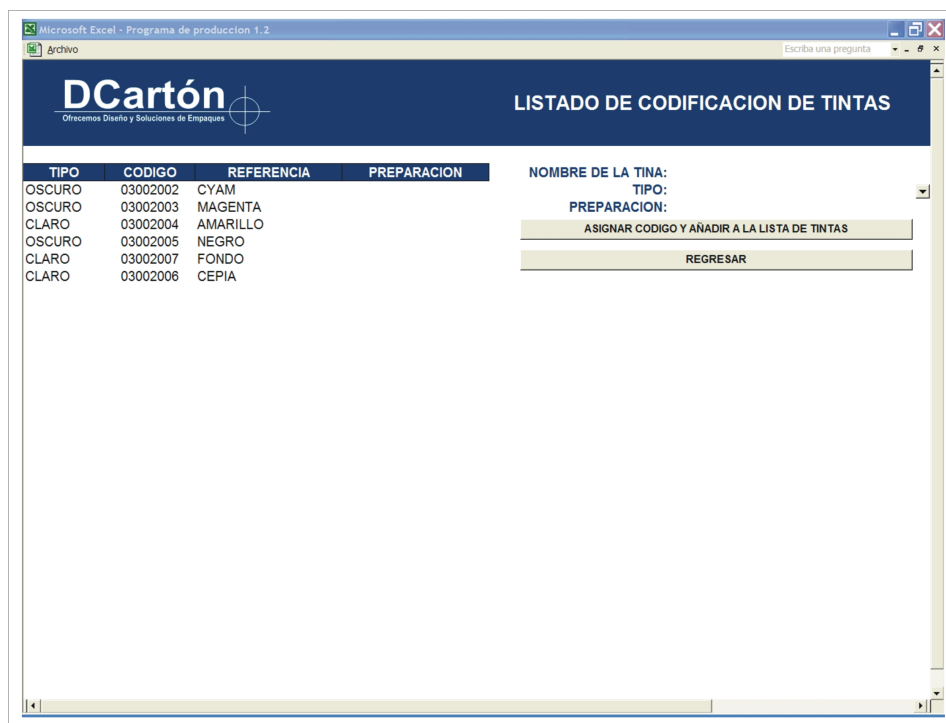 Microsoft Excel - Programa de produccion 1.2
Archivo
Escriba una pregunta
DCartón
Ofrecemos Diseño y Soluciones de Empaques
LISTADO DE CODIFICACION DE TINTAS
TIPO CODIGO REFERENCIA PREPARACION
OSCURO 03002002 CYAM
OSCURO 03002003 MAGENTA
CLARO 03002004 AMARILLO
OSCURO 03002005 NEGRO
CLARO 03002007 FONDO
CLARO 03002006 CEPIA
NOMBRE DE LA TINA:
TIPO:
PREPARACION:
ASIGNAR CODIGO Y AÑADIR A LA LISTA DE TINTAS
REGRESAR